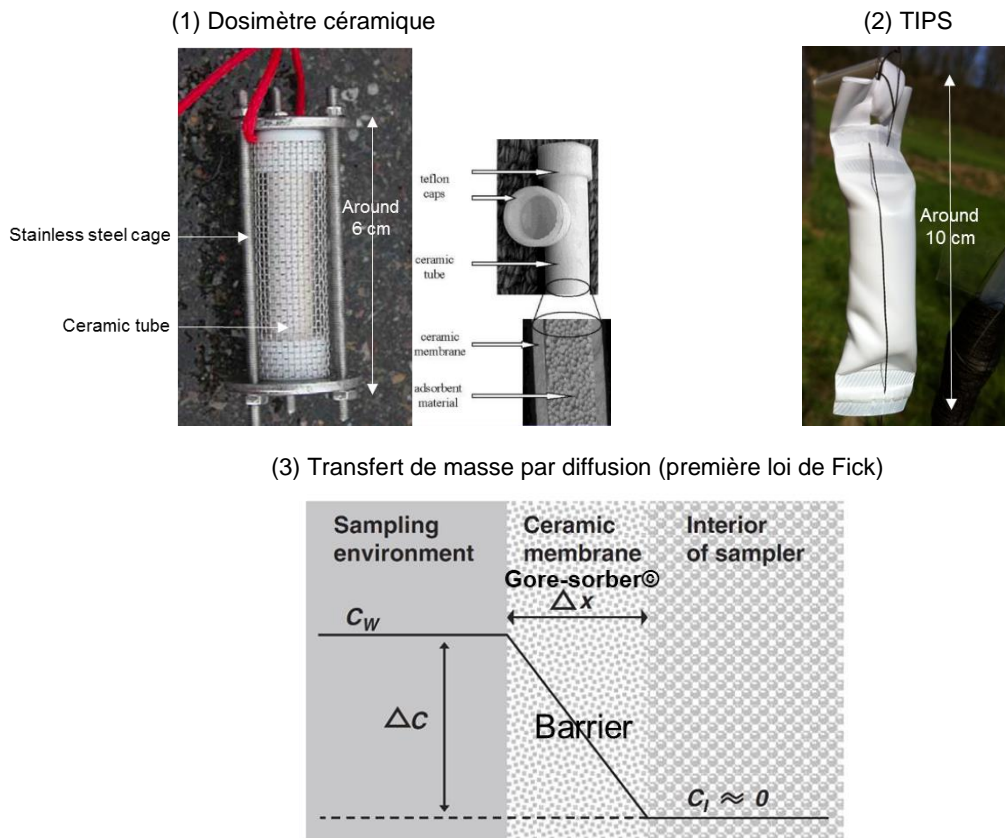 (1) Dosimètre céramique
(2) TIPS
teflon
caps
Around
6 cm
Around
10 cm
Stainless steel cage
ceramic
tube
Ceramic tube
ceramic
membrane
adsorbent
material
(3) Transfert de masse par diffusion (première loi de Fick)
Sampling
environment
Ceramic
membrane
Interior
of sampler
Gore-sorber©
△x
C_W
△C
Barrier
C_I ≈ 0